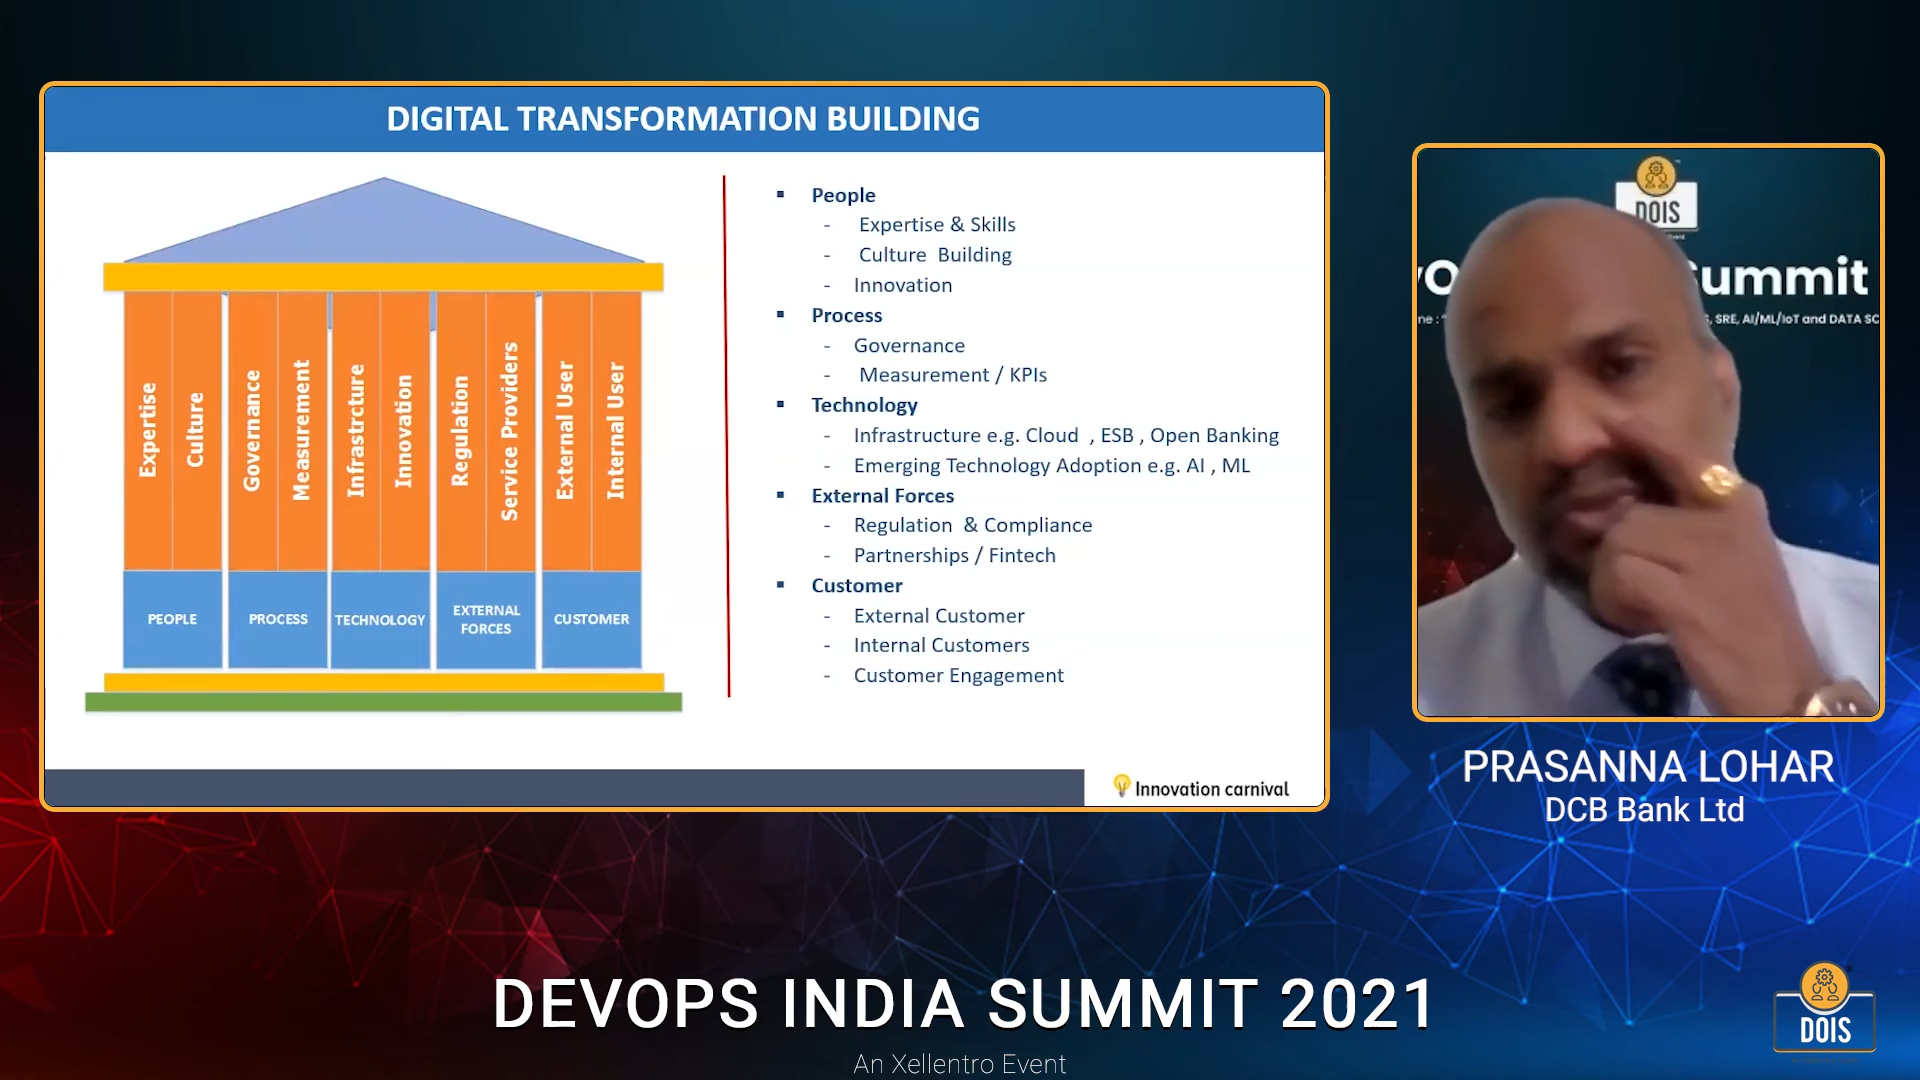 DIGITAL TRANSFORMATION BUILDING
Expertise
Culture
Governance
Measurement
Infrastrcture
Innovation
Regulation
Service Providers
External User
Internal User
PEOPLE
PROCESS
TECHNOLOGY
EXTERNAL
FORCES
CUSTOMER
▪ People
- Expertise & Skills
- Culture Building
- Innovation
▪ Process
- Governance
- Measurement / KPIs
▪ Technology
- Infrastructure e.g. Cloud , ESB , Open Banking
- Emerging Technology Adoption e.g. AI , ML
▪ External Forces
- Regulation & Compliance
- Partnerships / Fintech
▪ Customer
- External Customer
- Internal Customers
- Customer Engagement
Innovation carnival
DOIS
Summit
, SRE, AI/ML/IoT and DATA SC
PRASANNA LOHAR
DCB Bank Ltd
DEVOPS INDIA SUMMIT 2021
An Xellentro Event
DOIS